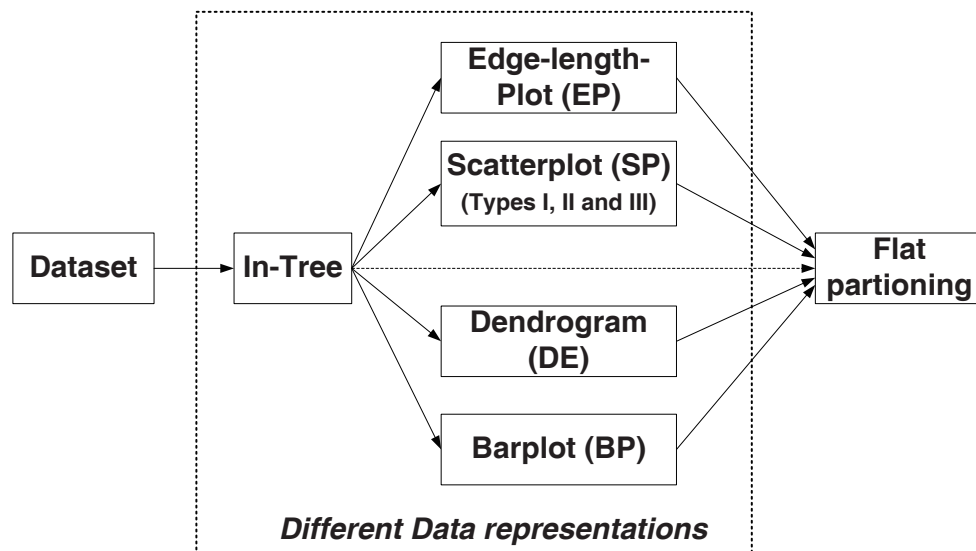 Edge-length-
Plot (EP)
Scatterplot (SP)
(Types I, II and III)
Dataset
In-Tree
Flat
partioning
Dendrogram
(DE)
Barplot (BP)
Different Data representations